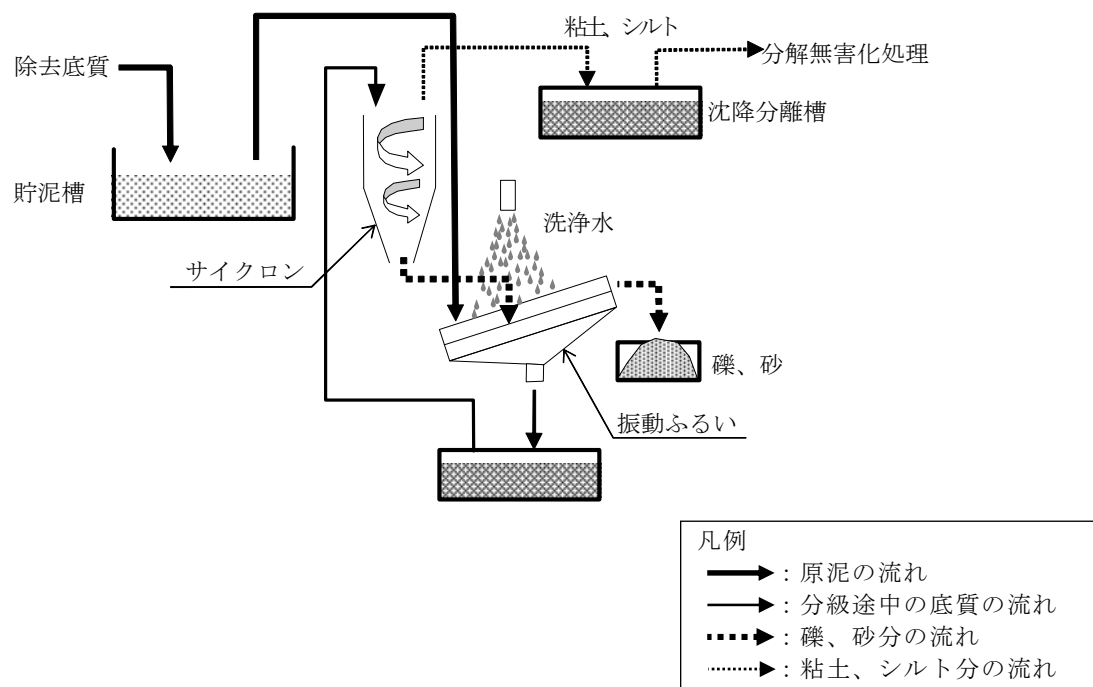 粘土、シルト
除去底質
分解無害化処理
沈降分離槽
貯泥槽
洗浄水
サイクロン
礫、砂
振動ふるい
凡例
：原泥の流れ
：分級途中の底質の流れ
：礫、砂分の流れ
：粘土、シルト分の流れ